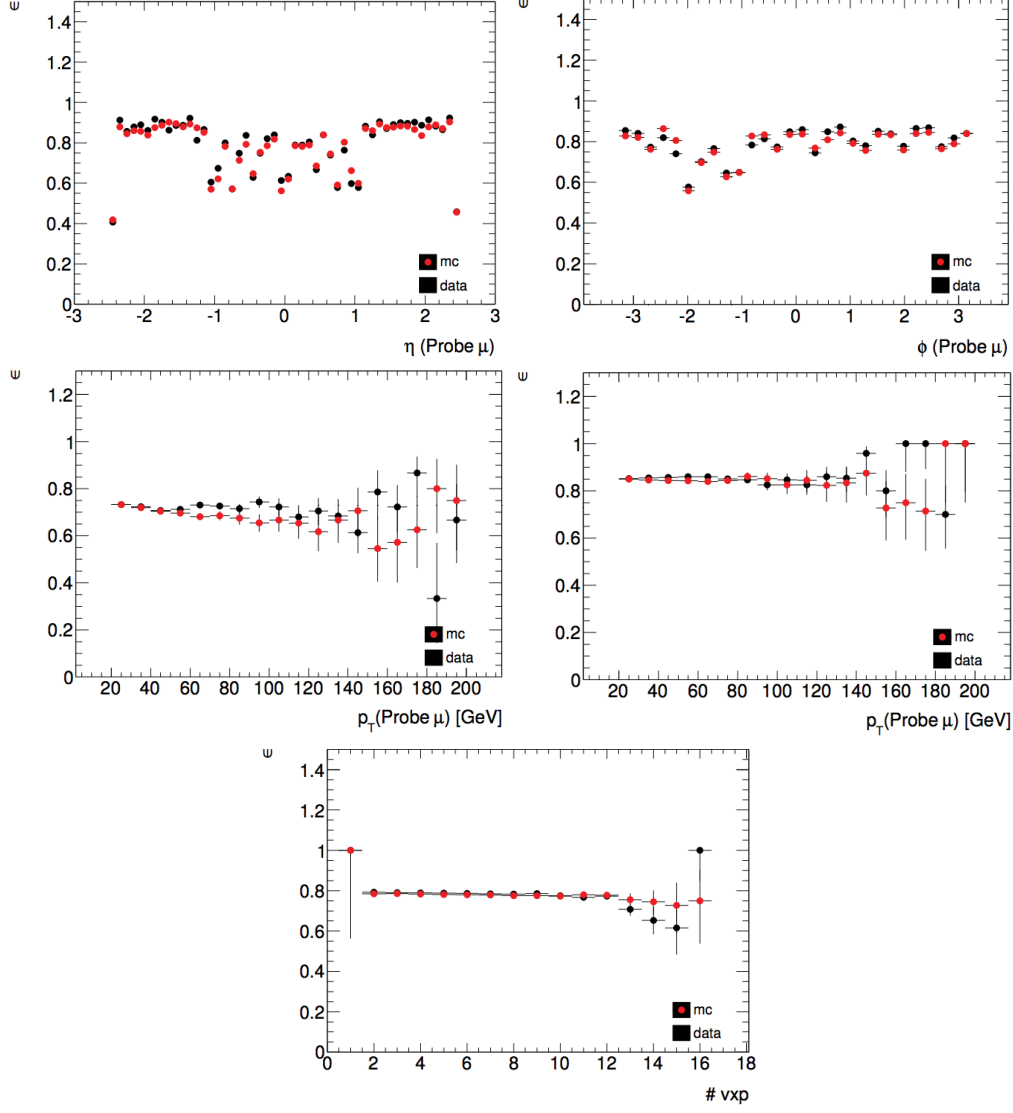 ∈
1.4
1.2
1
0.8
0.6
0.4
0.2
0
mc
data
-3 -2 -1 0 1 2 3
η (Probe μ)
∈
1.4
1.2
1
0.8
0.6
0.4
0.2
0
mc
data
-3 -2 -1 0 1 2 3
ϕ (Probe μ)
∈
1.2
1
0.8
0.6
0.4
0.2
0
mc
data
20 40 60 80 100 120 140 160 180 200
p_T(Probe μ) [GeV]
∈
1.2
1
0.8
0.6
0.4
0.2
0
mc
data
20 40 60 80 100 120 140 160 180 200
p_T(Probe μ) [GeV]
∈
1.4
1.2
1
0.8
0.6
0.4
0.2
0
mc
data
0 2 4 6 8 10 12 14 16 18
# vxp